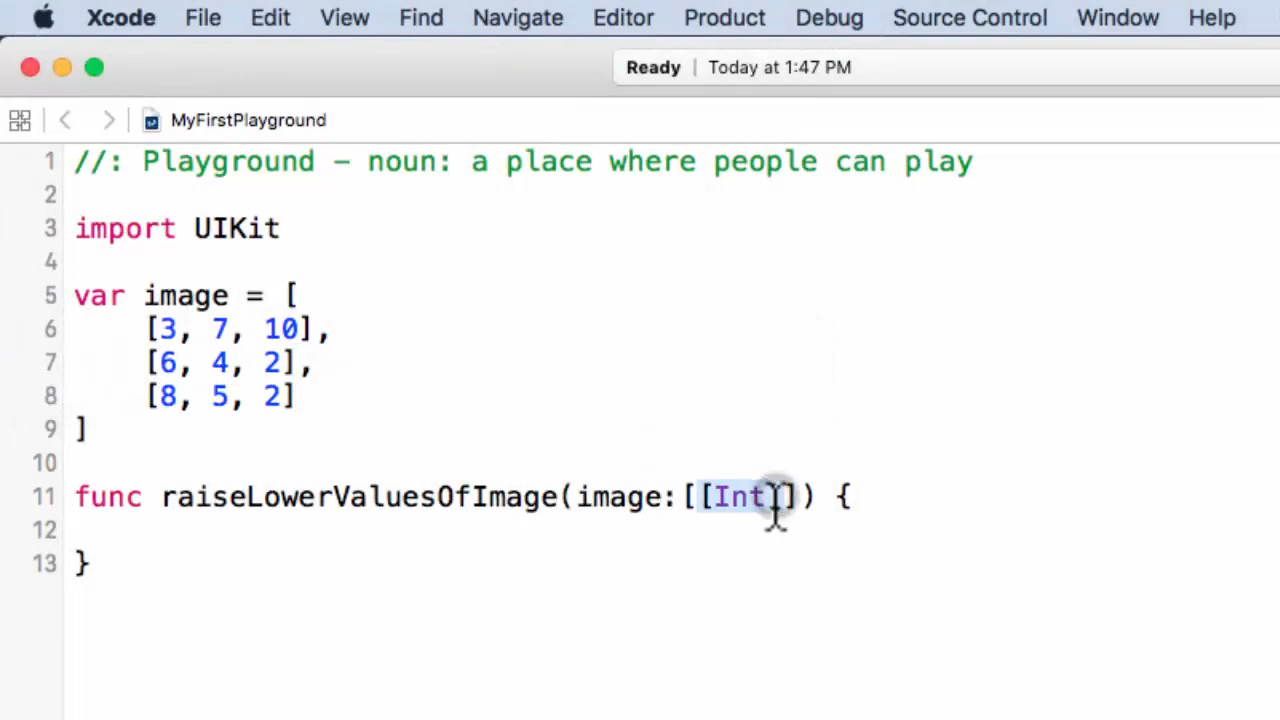 Xcode File Edit View Find Navigate Editor Product Debug Source Control Window Help
Ready | Today at 1:47 PM
MyFirstPlayground
1 //: Playground - noun: a place where people can play
2
3 import UIKit
4
5 var image = [
6 [3, 7, 10],
7 [6, 4, 2],
8 [8, 5, 2]
9 ]
10
11 func raiseLowerValuesOfImage(image:[[Int]]) {
12
13 }